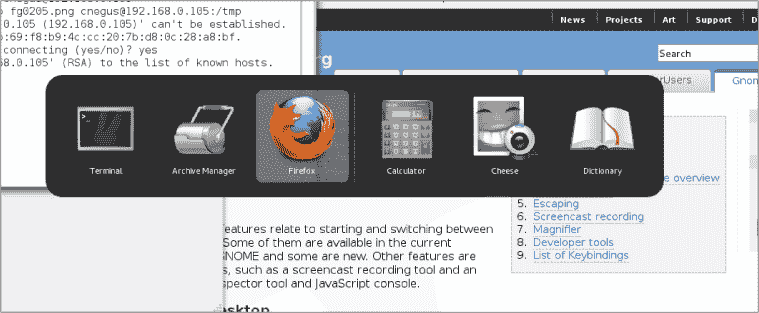 fg0205.png cnegus@192.168.0.105:/tmp
.0.105 (192.168.0.105)' can't be established.
:69:f8:b9:4c:cc:20:7b:d8:0c:28:a8:bf.
connecting (yes/no)? yes
68.0.105' (RSA) to the list of known hosts.
News
Projects
Art
Support
Search
rUsers
Gnom
Terminal
Archive Manager
Firefox
Calculator
Cheese
Dictionary
e overview
5. Escaping
6. Screencast recording
7. Magnifier
8. Developer tools
9. List of Keybindings
eatures relate to starting and switching between
Some of them are available in the current
GNOME and some are new. Other features are
s, such as a screencast recording tool and an
spector tool and JavaScript console.